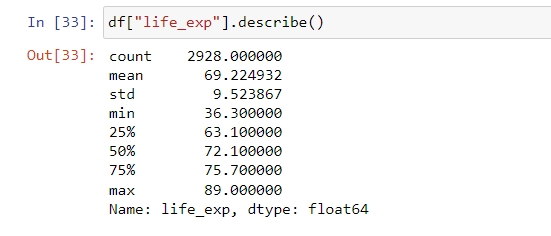 In [33]: df["life_exp"].describe()
Out[33]: count    2928.000000
mean       69.224932
std         9.523867
min        36.300000
25%        63.100000
50%        72.100000
75%        75.700000
max        89.000000
Name: life_exp, dtype: float64